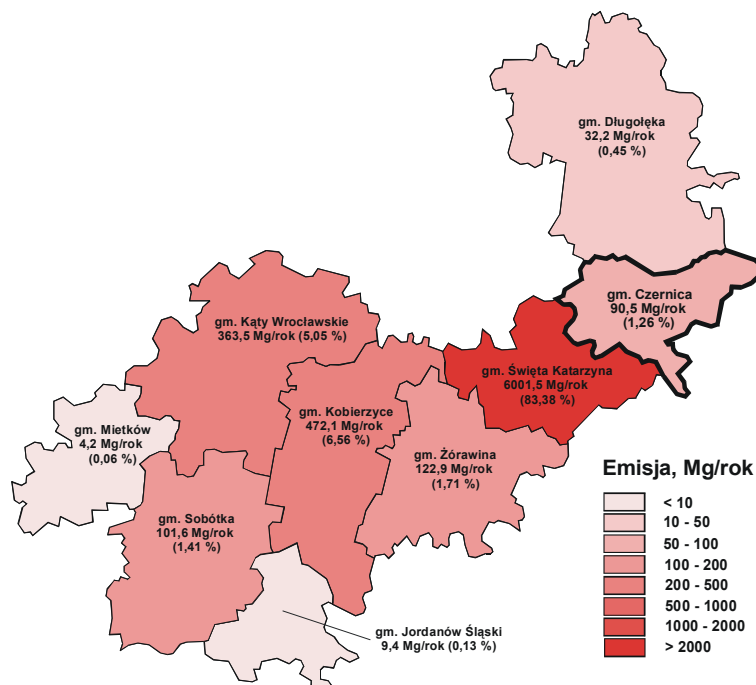 gm. Długołęka
32,2 Mg/rok
(0,45 %)
gm. Czernica
90,5 Mg/rok
(1,26 %)
gm. Kąty Wrocławskie
363,5 Mg/rok (5,05 %)
gm. Święta Katarzyna
6001,5 Mg/rok
(83,38 %)
gm. Mietków
4,2 Mg/rok
(0,06 %)
gm. Kobierzyce
472,1 Mg/rok
(6,56 %)
gm. Żórawina
122,9 Mg/rok
(1,71 %)
gm. Sobótka
101,6 Mg/rok
(1,41 %)
gm. Jordanów Śląski
9,4 Mg/rok (0,13 %)
Emisja, Mg/rok
< 10
10 - 50
50 - 100
100 - 200
200 - 500
500 - 1000
1000 - 2000
> 2000